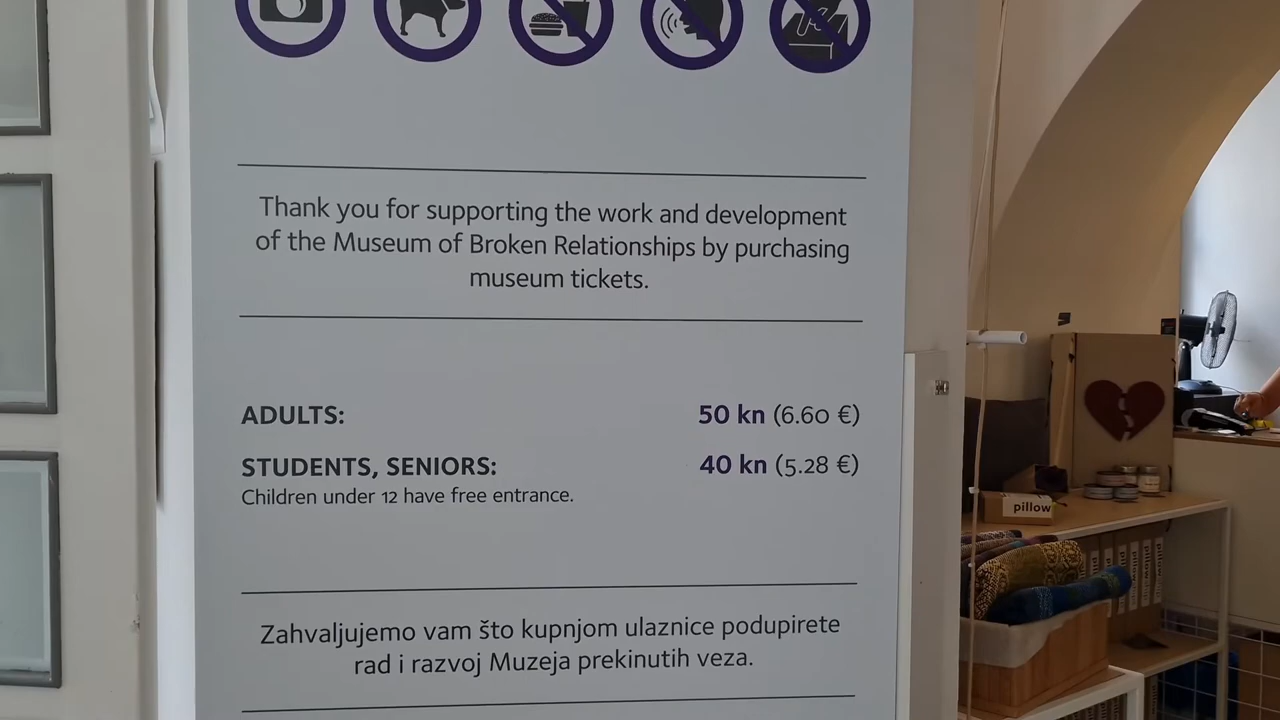 Thank you for supporting the work and development
of the Museum of Broken Relationships by purchasing
museum tickets.
ADULTS: 50 kn (6.60 €)
STUDENTS, SENIORS: 40 kn (5.28 €)
Children under 12 have free entrance.
Zahvaljujemo vam što kupnjom ulaznice podupirete
rad i razvoj Muzeja prekinutih veza.
pillow